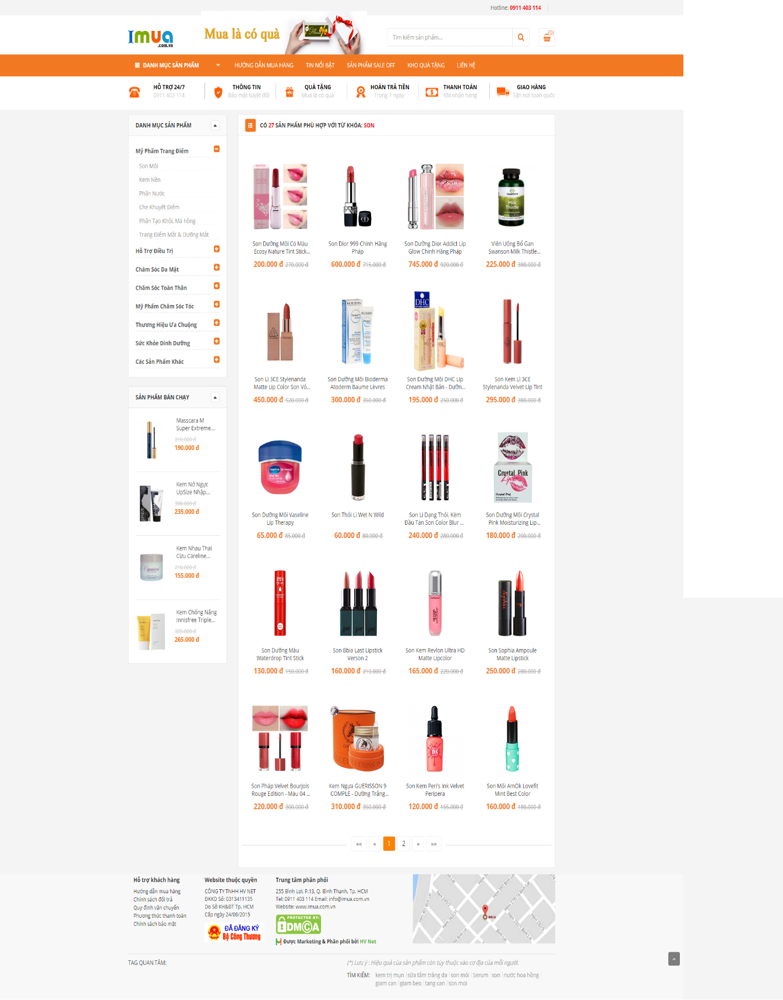 Hotline: 0911 403 114
Imua
.com.vn
Mua là có quà
Tìm kiếm sản phẩm...
(0)
DANH MỤC SẢN PHẨM
HƯỚNG DẪN MUA HÀNG
TIN NỔI BẬT
SẢN PHẨM SALE OFF
KHO QUÀ TẶNG
LIÊN HỆ
HỖ TRỢ 24/7
0911 403 114
THÔNG TIN
Bảo mật tuyệt đối
QUÀ TẶNG
Mua là có quà
HOÀN TRẢ TIỀN
Trong 7 ngày
THANH TOÁN
Khi nhận hàng
GIAO HÀNG
Tận nơi toàn quốc
DANH MỤC SẢN PHẨM
Mỹ Phẩm Trang Điểm
Son Môi
Kem Nền
Phấn Nước
Che Khuyết Điểm
Phấn Tạo Khối, Má hồng
Trang Điểm Mắt & Dưỡng Mắt
Hỗ Trợ Điều Trị
Chăm Sóc Da Mặt
Chăm Sóc Toàn Thân
Mỹ Phẩm Chăm Sóc Tóc
Thương Hiệu Ưa Chuộng
Sức Khỏe Dinh Dưỡng
Các Sản Phẩm Khác
SẢN PHẨM BÁN CHẠY
Masscara M
Super Extreme...
210.000 đ
190.000 đ
Kem Nở Ngực
UpSize Nhập...
300.000 đ
235.000 đ
Kem Nhau Thai
Cừu Careline...
210.000 đ
155.000 đ
Kem Chống Nắng
Innisfree Triple...
325.000 đ
265.000 đ
CÓ 27 SẢN PHẨM PHÙ HỢP VỚI TỪ KHÓA: SON
Son Dưỡng Môi Có Màu
Ecosy Nature Tint Stick...
200.000 đ 270.000 đ
Son Dior 999 Chính Hãng
Pháp
600.000 đ 715.000 đ
Son Dưỡng Dior Addict Lip
Glow Chính Hãng Pháp
745.000 đ 920.000 đ
SWANSON
Milk
Thistle
Viên Uống Bổ Gan
Swanson Milk Thistle...
225.000 đ 380.000 đ
Son Lì 3CE Stylenanda
Matte Lip Color Son Vỏ...
450.000 đ 520.000 đ
BIODERMA
Son Dưỡng Môi Bioderma
Atoderm Baume Lèvres
300.000 đ 350.000 đ
DHC
DHC
Son Dưỡng Môi DHC Lip
Cream Nhật Bản - Dưỡn...
195.000 đ 250.000 đ
Son Kem Lì 3CE
Stylenanda Velvet Lip Tint
295.000 đ 380.000 đ
Vaseline
Son Dưỡng Môi Vaseline
Lip Therapy
65.000 đ 85.000 đ
Son Thỏi Lì Wet N Wild
60.000 đ 80.000 đ
Son Lì Dạng Thỏi, Kèm
Đầu Tán Son Color Blur ...
240.000 đ 280.000 đ
Crystal Pink
Lip
Crystal Pink
Son Dưỡng Môi Crystal
Pink Moisturizing Lip...
180.000 đ 200.000 đ
Son Dưỡng Màu
Waterdrop Tint Stick
130.000 đ 150.000 đ
Son Bbia Last Lipstick
Verson 2
160.000 đ 210.000 đ
REVLON
Son Kem Revlon Ultra HD
Matte Lipcolor
165.000 đ 220.000 đ
Sophia
Son Sophia Ampoule
Matte Lipstick
250.000 đ 280.000 đ
Son Pháp Velvet Bourjois
Rouge Edition - Màu 04 ...
220.000 đ 300.000 đ
GUERISSON
Kem Ngựa GUERISSON 9
COMPLE - Dưỡng Trắng...
310.000 đ 350.000 đ
INK
Son Kem Peri's Ink Velvet
Peripera
120.000 đ 155.000 đ
Son Môi AmOk Lovefit
Mint Best Color
160.000 đ 180.000 đ
«« « 1 2 » »»
Hỗ trợ khách hàng
Hướng dẫn mua hàng
Chính sách đổi trả
Quy định vận chuyển
Phương thức thanh toán
Chính sách bảo mật
Website thuộc quyền
CÔNG TY TNHH HV NET
ĐKKD Số: 0313411135
Do Sở KH&ĐT Tp. HCM
Cấp ngày 24/08/2015
ĐÃ ĐĂNG KÝ
Bộ Công Thương
Trung tâm phân phối
255 Bình Lợi, P.13, Q. Bình Thạnh, Tp. HCM
Tel: 0911 403 114 Email: info@imua.com.vn
Website: www.imua.com.vn
PROTECTED BY:
DMCA
Được Marketing & Phân phối bởi HV Net
IMUA
TAG QUAN TÂM:
(*) Lưu ý : Hiệu quả của sản phẩm còn tùy thuộc vào cơ địa của mỗi người.
TÌM KIẾM: kem trị mụn sữa tắm trắng da son môi Serum son nước hoa hồng
giam can giam beo tang can son moi